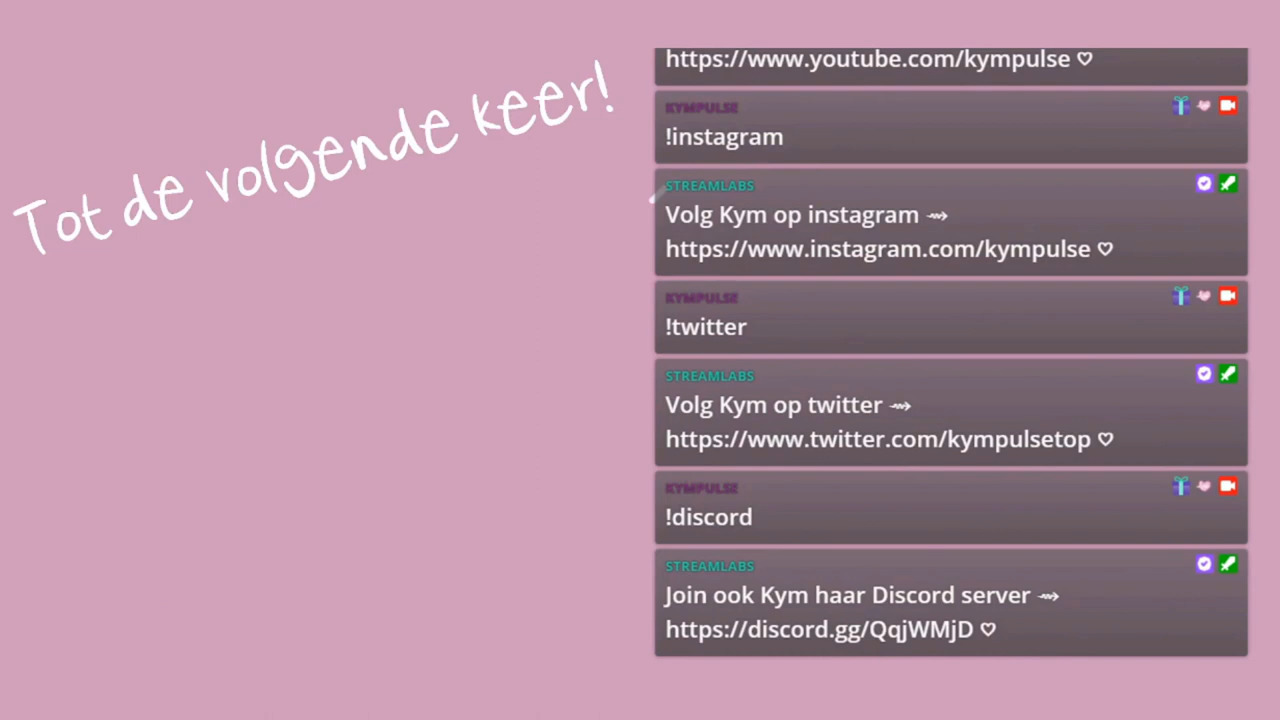 Tot de volgende keer!
https://www.youtube.com/kympulse ♡
KYMPULSE
!instagram
STREAMLABS
Volg Kym op instagram ⇝
https://www.instagram.com/kympulse ♡
KYMPULSE
!twitter
STREAMLABS
Volg Kym op twitter ⇝
https://www.twitter.com/kympulsetop ♡
KYMPULSE
!discord
STREAMLABS
Join ook Kym haar Discord server ⇝
https://discord.gg/QqjWMjD ♡